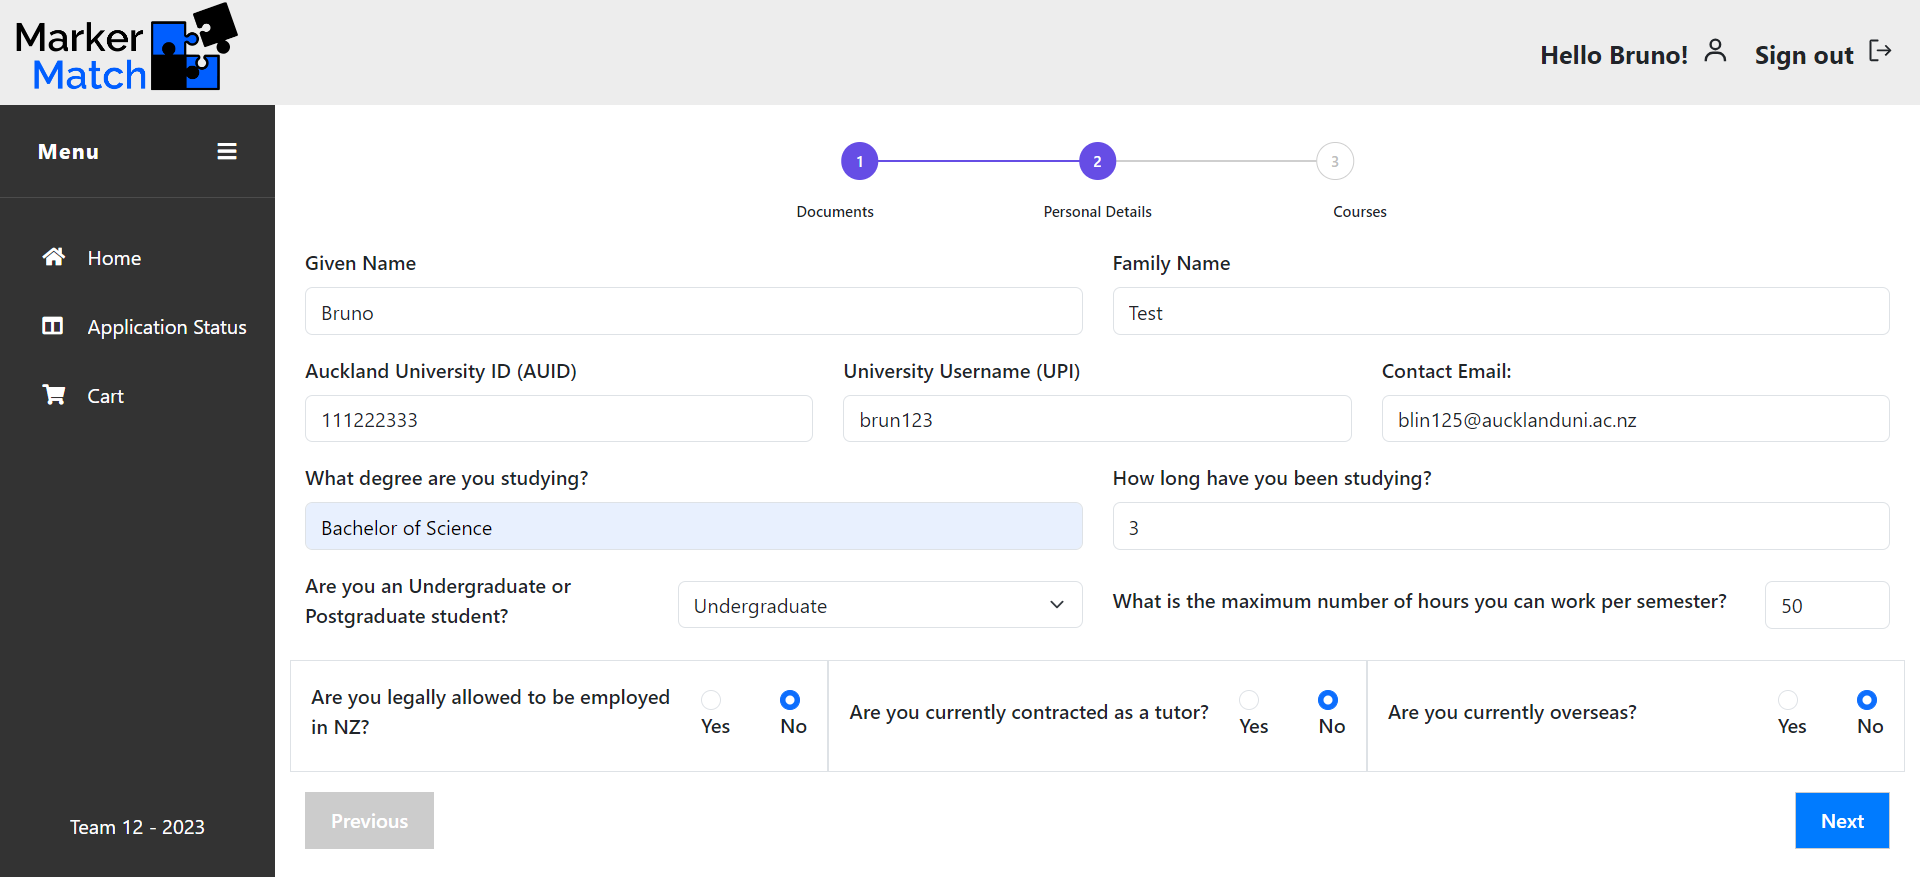 Marker
Match
Hello Bruno!
Sign out
Menu
Home
Application Status
Cart
Team 12 - 2023
1
2
3
Documents
Personal Details
Courses
Given Name
Family Name
Bruno
Test
Auckland University ID (AUID)
University Username (UPI)
Contact Email:
111222333
brun123
blin125@aucklanduni.ac.nz
What degree are you studying?
How long have you been studying?
Bachelor of Science
3
Are you an Undergraduate or
Postgraduate student?
Undergraduate
What is the maximum number of hours you can work per semester?
50
Are you legally allowed to be employed
in NZ?
Yes
No
Are you currently contracted as a tutor?
Yes
No
Are you currently overseas?
Yes
No
Previous
Next